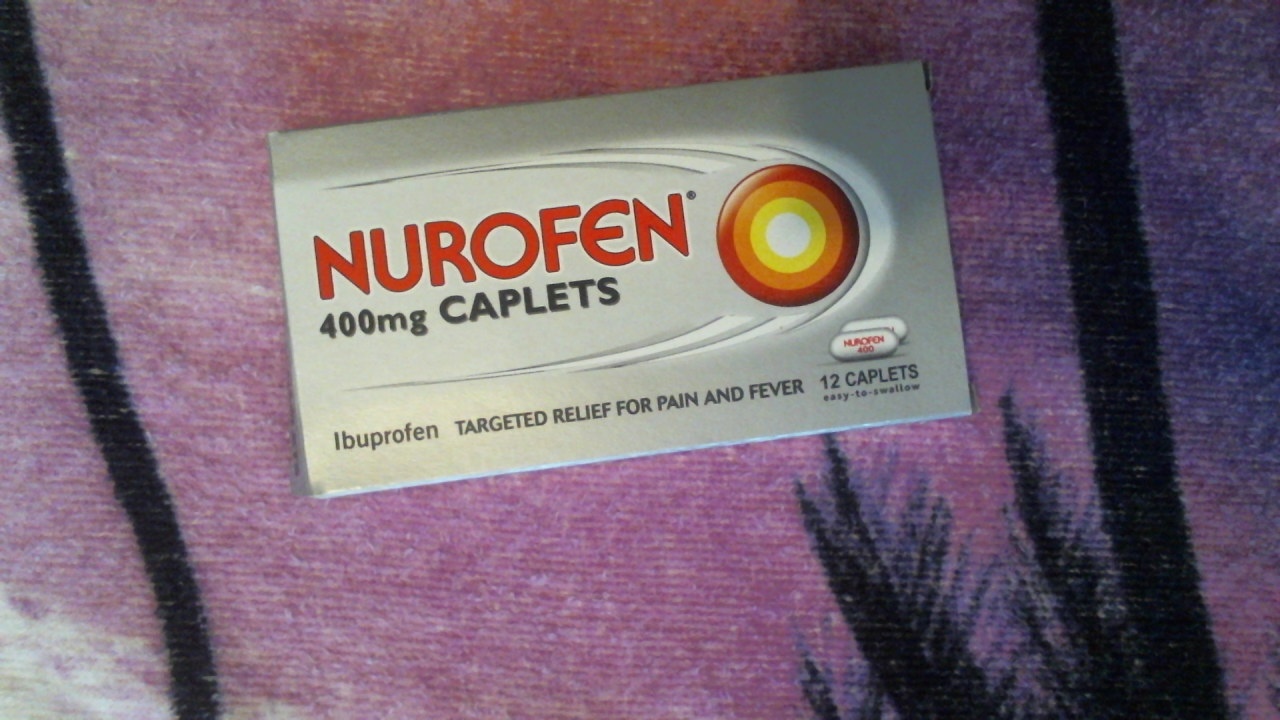 NUROFEN®
400mg CAPLETS
NUROFEN
400
12 CAPLETS
easy-to-swallow
Ibuprofen TARGETED RELIEF FOR PAIN AND FEVER